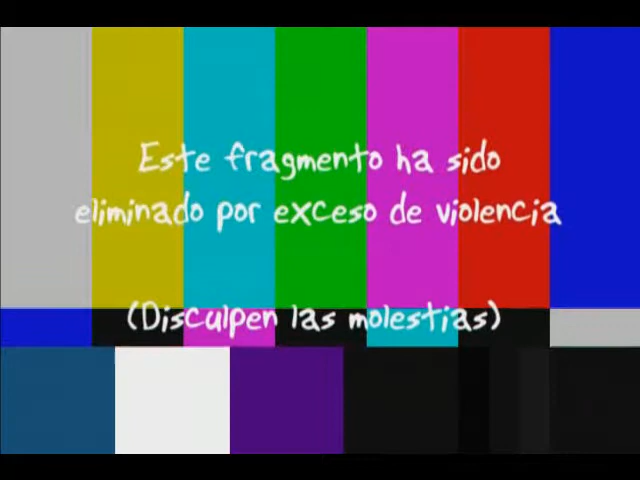 Este fragmento ha sido
eliminado por exceso de violencia
(Disculpen las molestias)